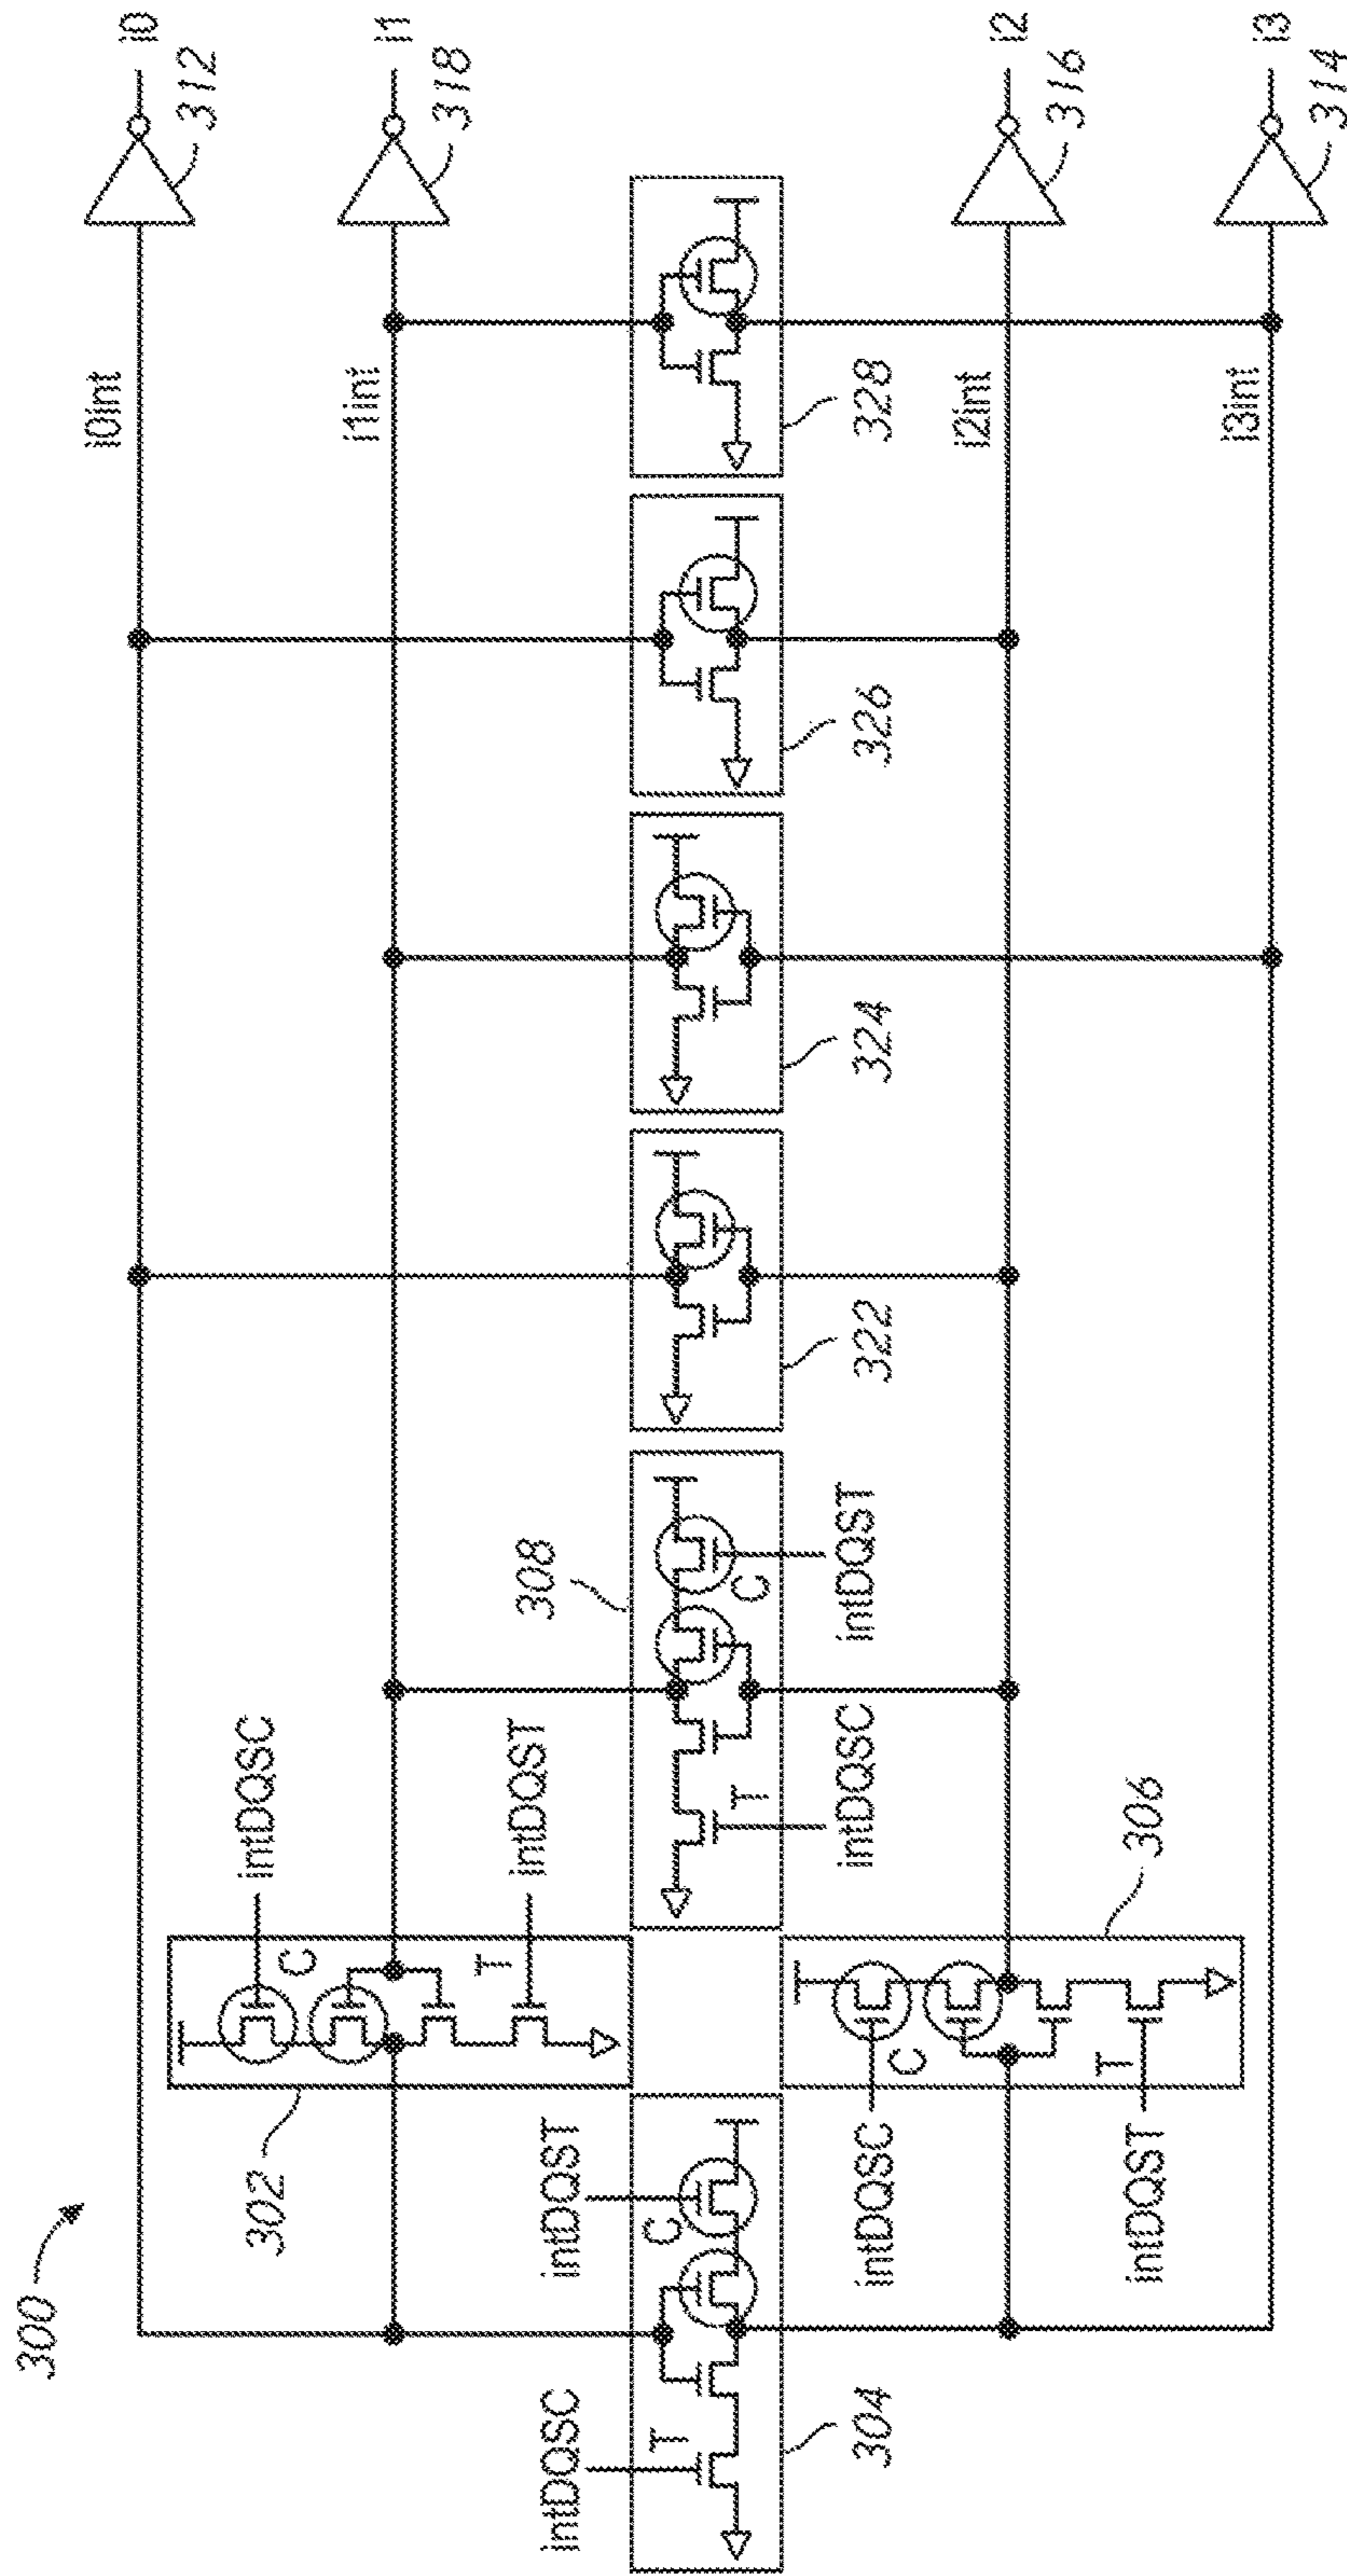 300
302
intDQSC
intDQST
C
T
304
intDQSC
T
intDQST
C
306
intDQSC
C
intDQST
T
308
intDQSC
T
intDQST
C
322
324
326
328
i0int
i1int
i2int
i3int
i0
312
i1
318
i2
316
i3
314